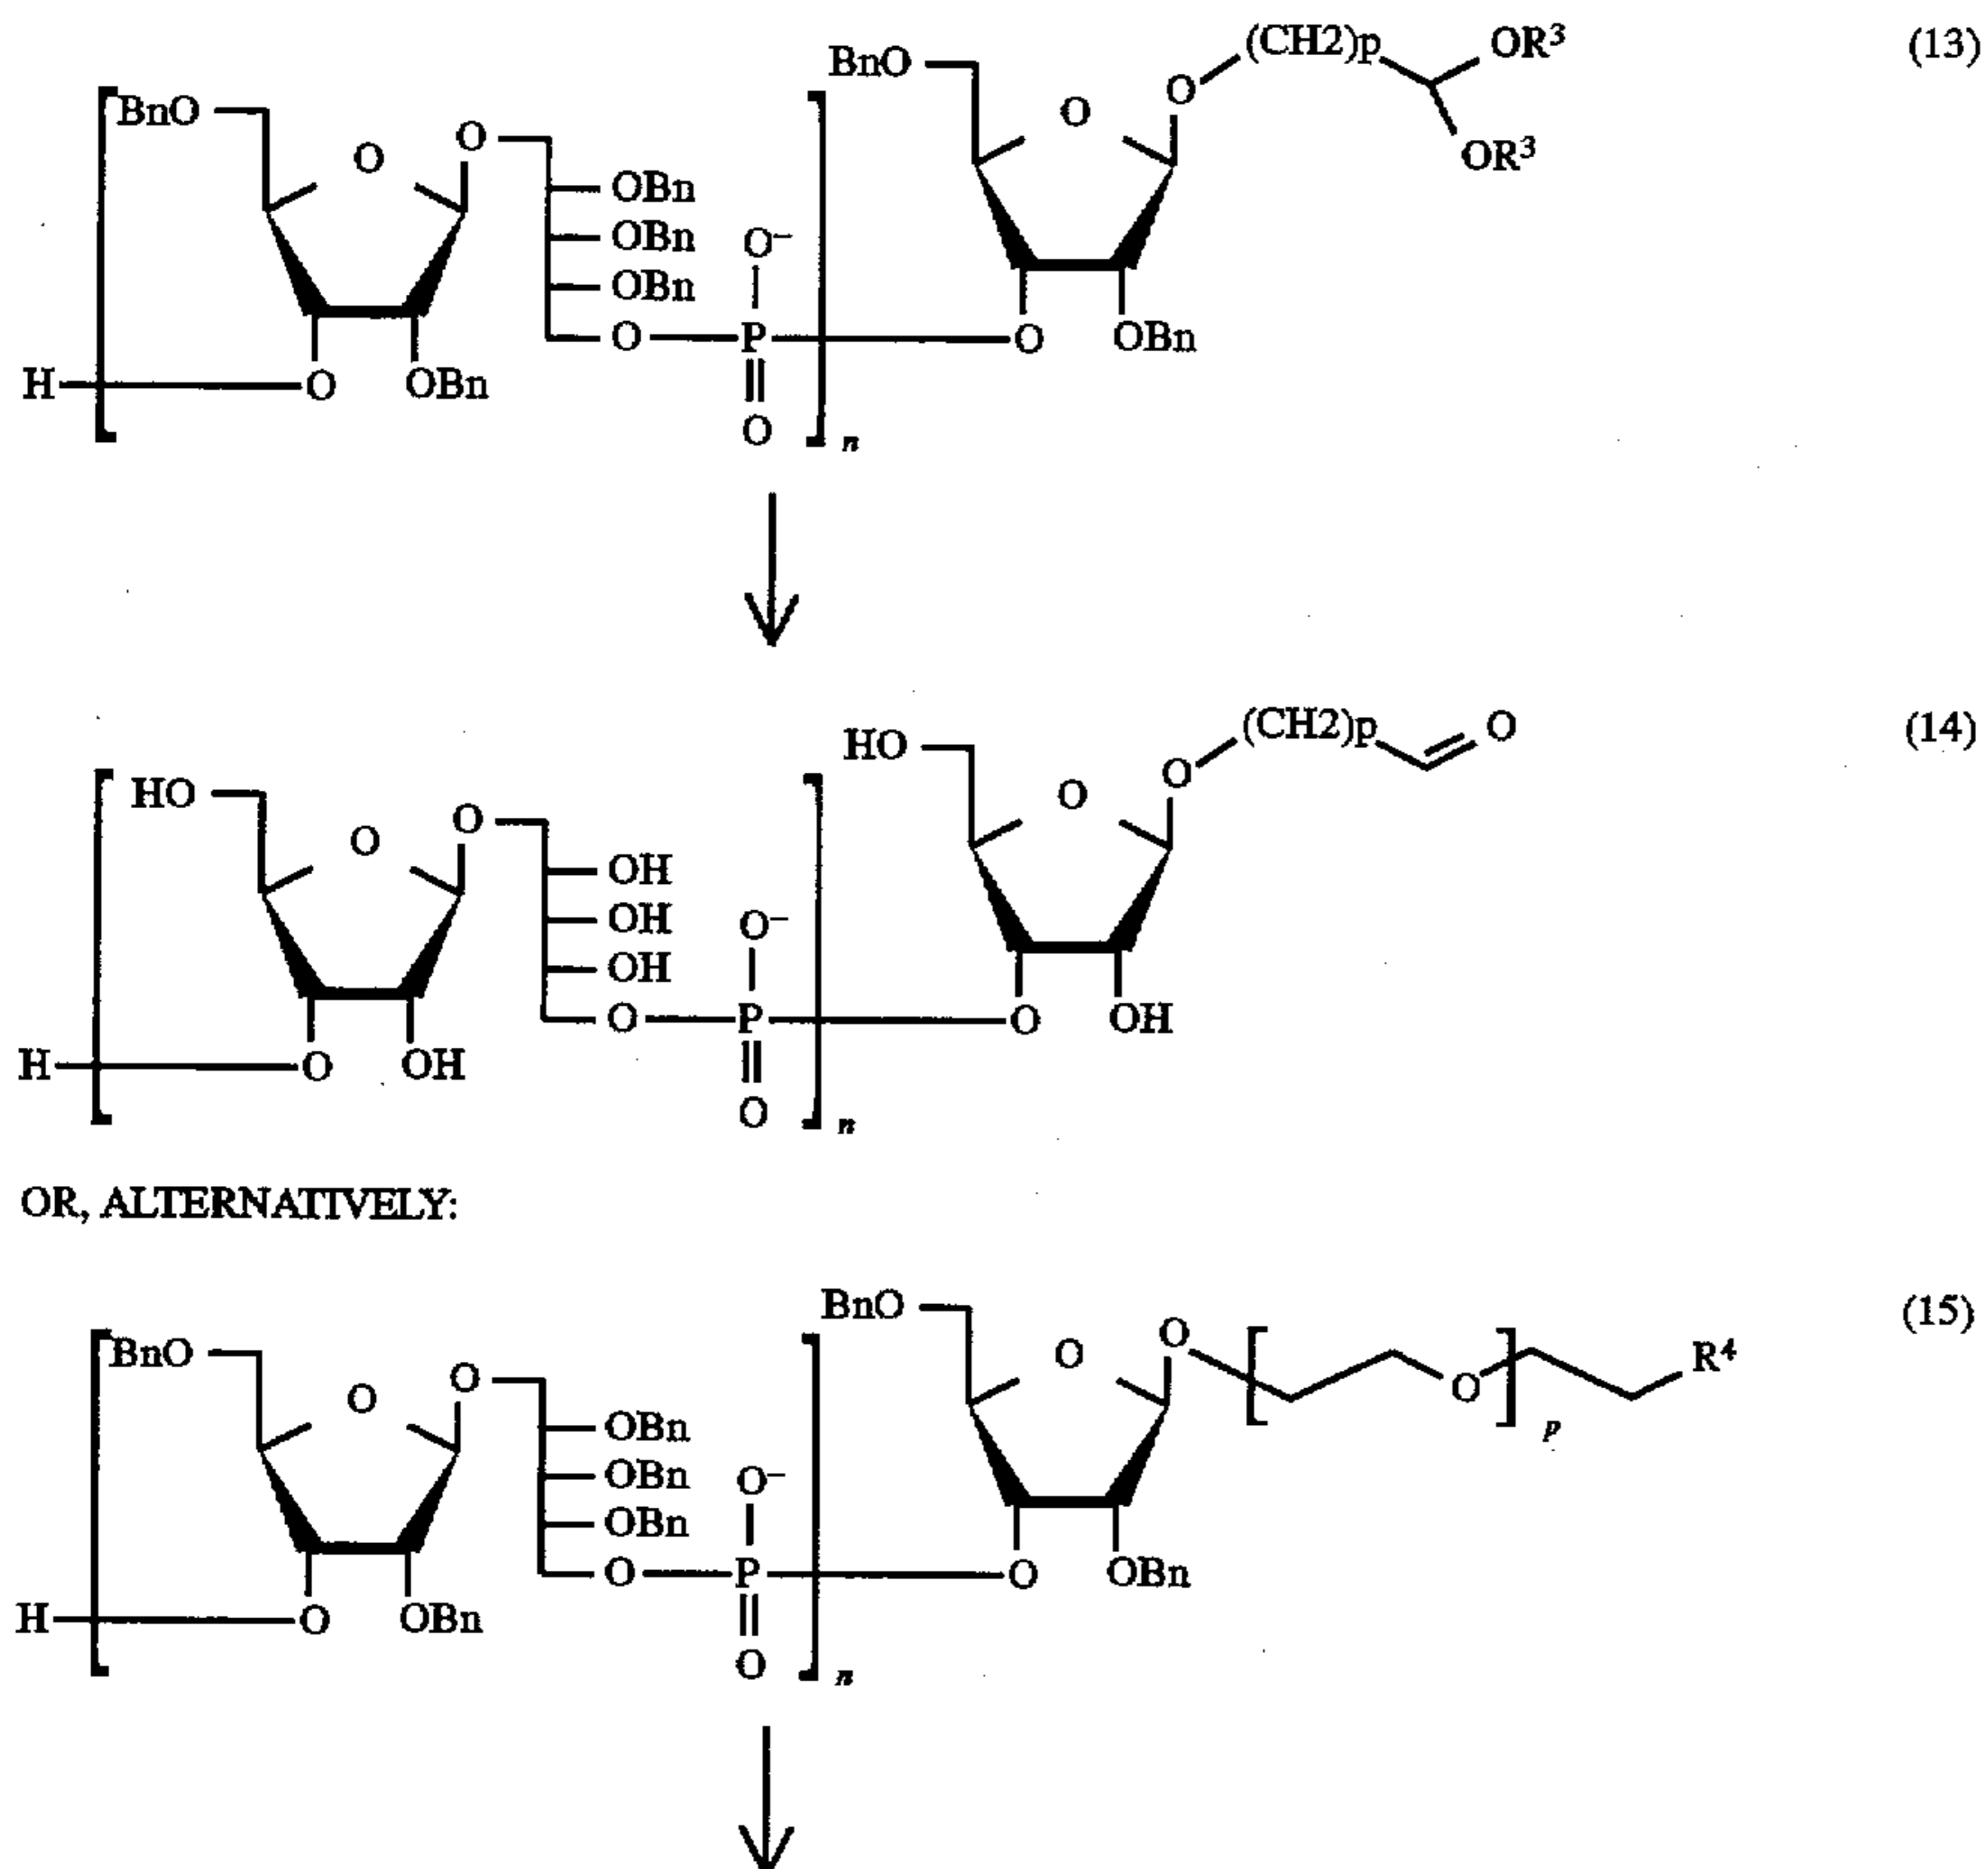 (CH2)p OR³ (13)
BnO
O
O
OR³
BnO
O
O
OBn
OBn
O⁻
OBn
O P O OBn
H O OBn
O
n
(CH2)p O (14)
HO
O
O
HO
O
O
OH
OH
O⁻
OH
O P O OH
H O OH
O
n
OR, ALTERNATIVELY:
BnO O (15)
O R⁴
O
BnO
O
O
p
OBn
OBn
O⁻
OBn
O P O OBn
H O OBn
O
n